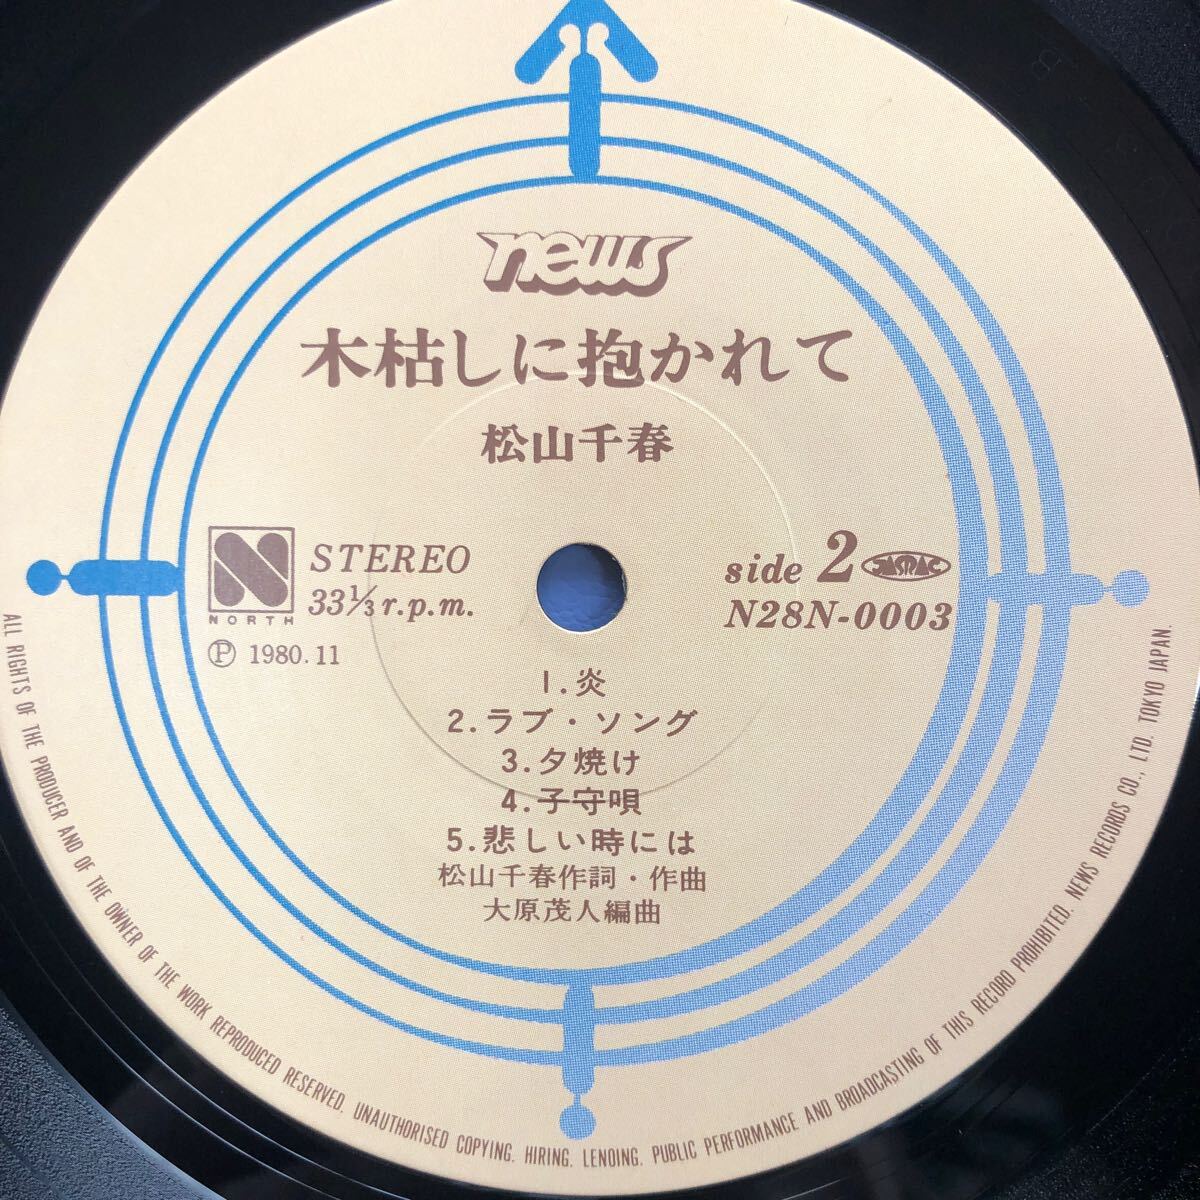 news
木枯しに抱かれて
松山千春
N
NORTH
STEREO
33⅓ r.p.m.
Ⓟ 1980.11
side 2 JASRAC
N28N-0003
1.炎
2.ラブ・ソング
3.夕焼け
4.子守唄
5.悲しい時には
松山千春作詞・作曲
大原茂人編曲
ALL RIGHTS OF THE PRODUCER AND OF THE OWNER OF THE WORK REPRODUCED RESERVED. UNAUTHORISED COPYING. HIRING. LENOING. PUBLIC PERFORMANCE AND BROADCASTING OF THIS RECORD PROHIBITED. NEWS RECORDS CO., LTD. TOKYO JAPAN.